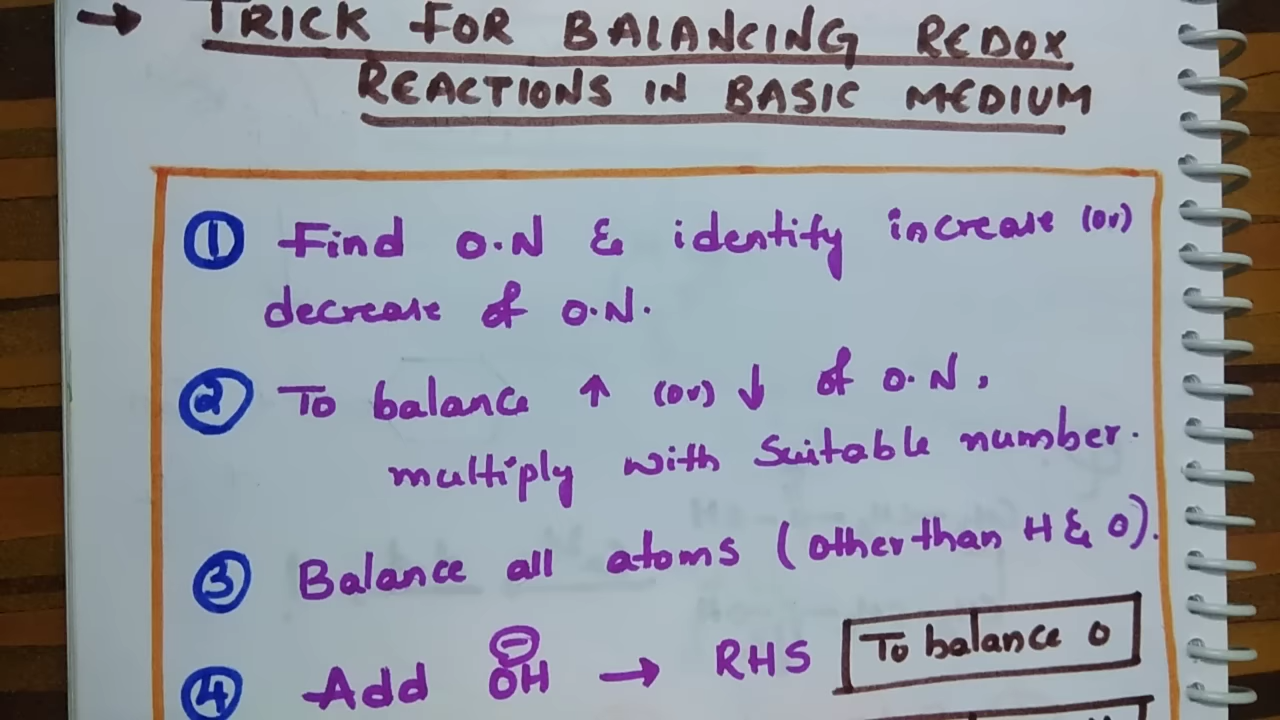 → TRICK FOR BALANCING REDOX
REACTIONS IN BASIC MEDIUM
① Find O.N & identify increase (or)
decrease of O.N.
② To balance ↑ (or) ↓ of O.N,
multiply with suitable number.
③ Balance all atoms (other than H & O).
④ Add OH⊖ → RHS To balance O